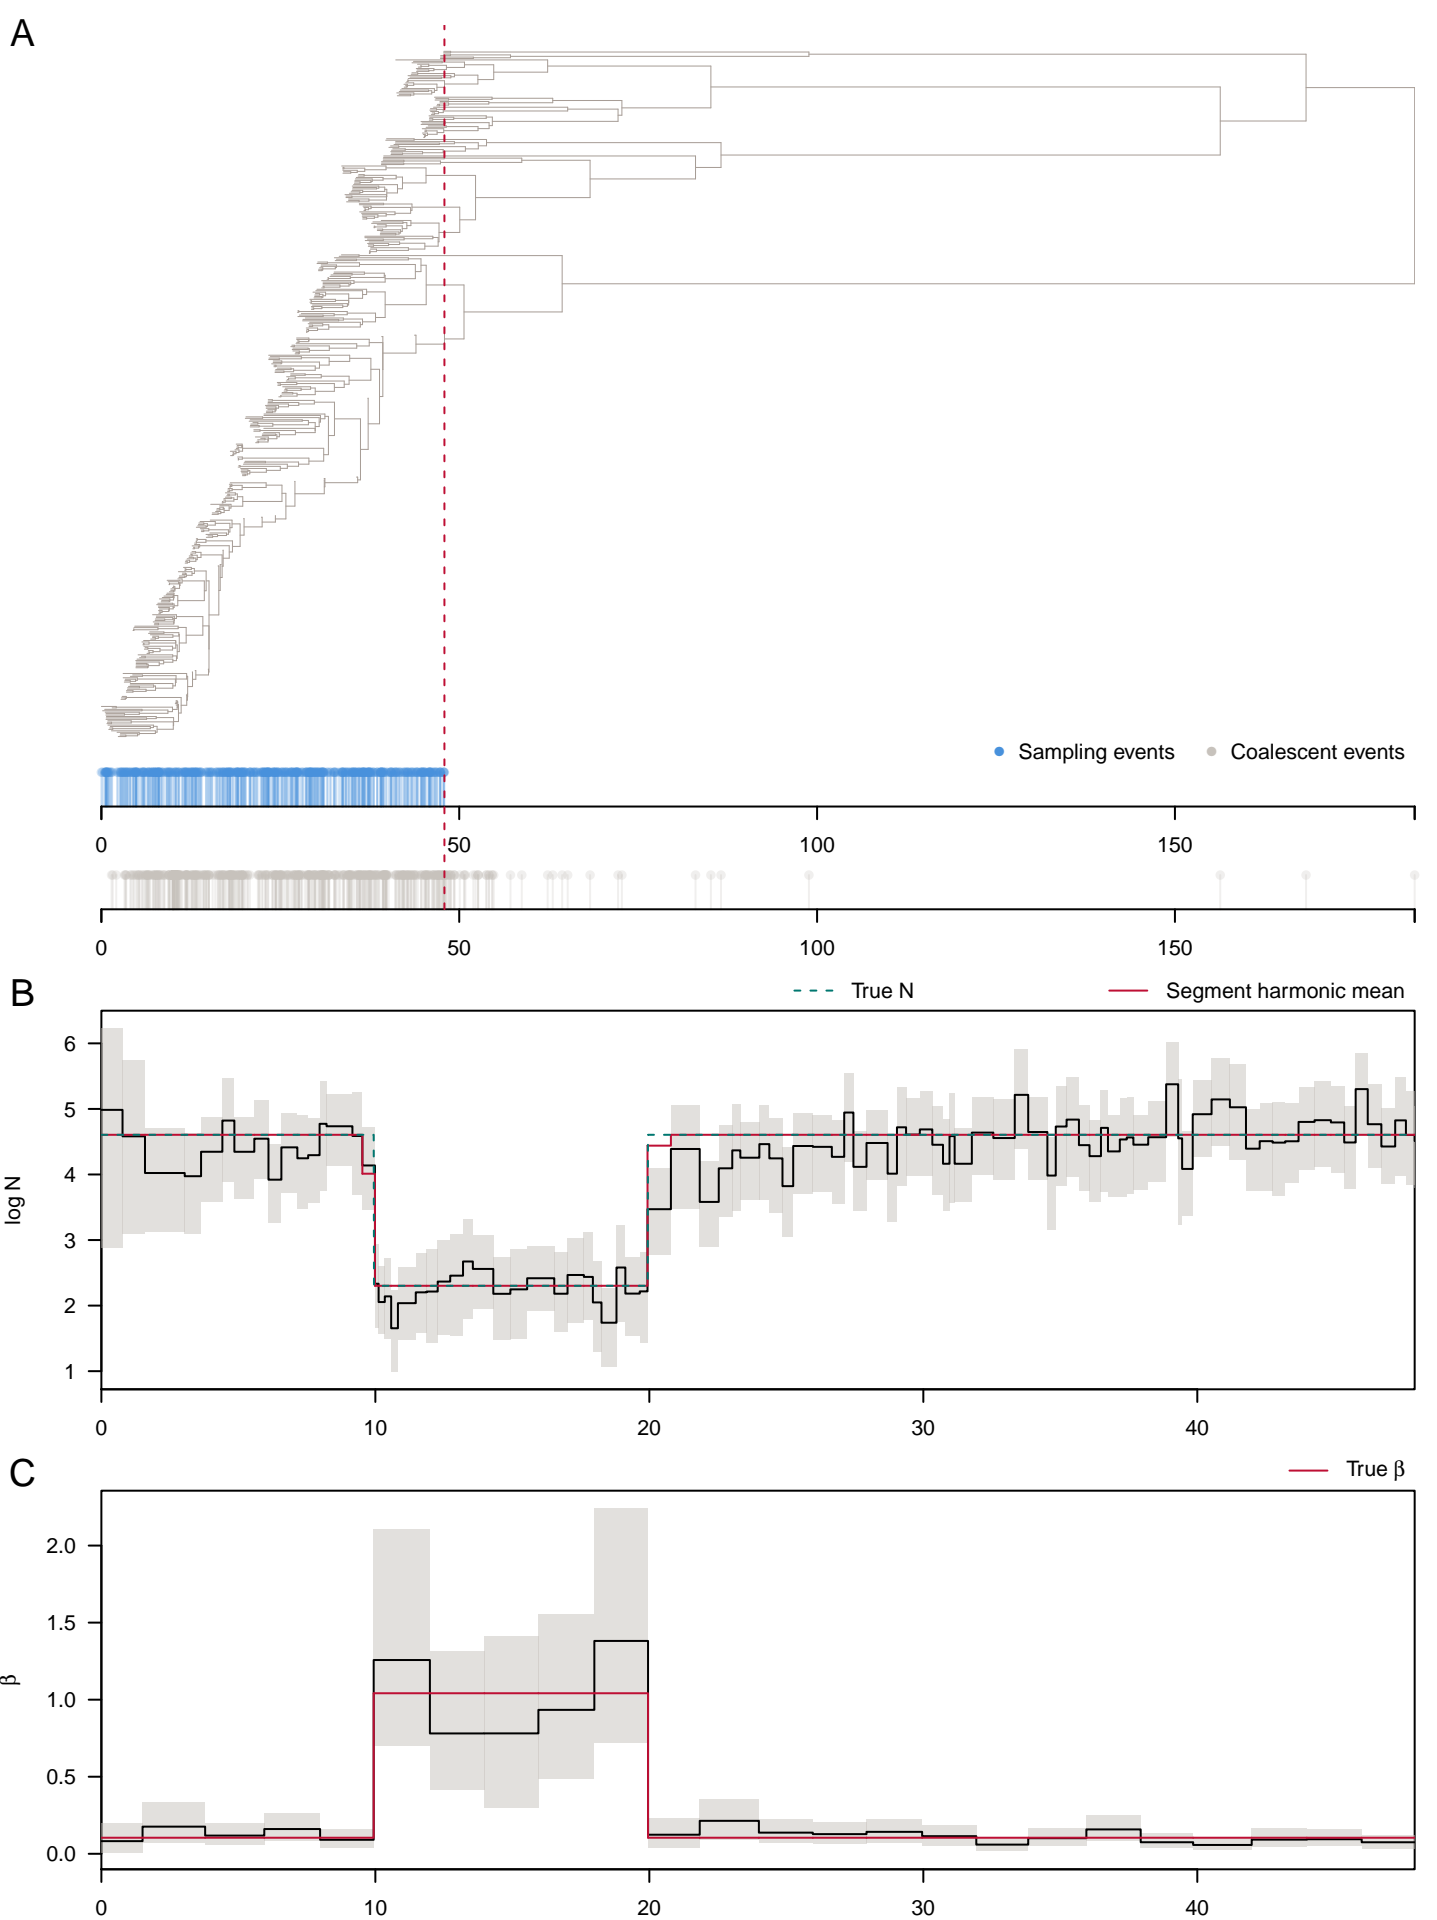 A
Sampling events
Coalescent events
0 50 100 150
0 50 100 150
B
True N
Segment harmonic mean
log N
6
5
4
3
2
1
0 10 20 30 40
C
True β
β
2.0
1.5
1.0
0.5
0.0
0 10 20 30 40